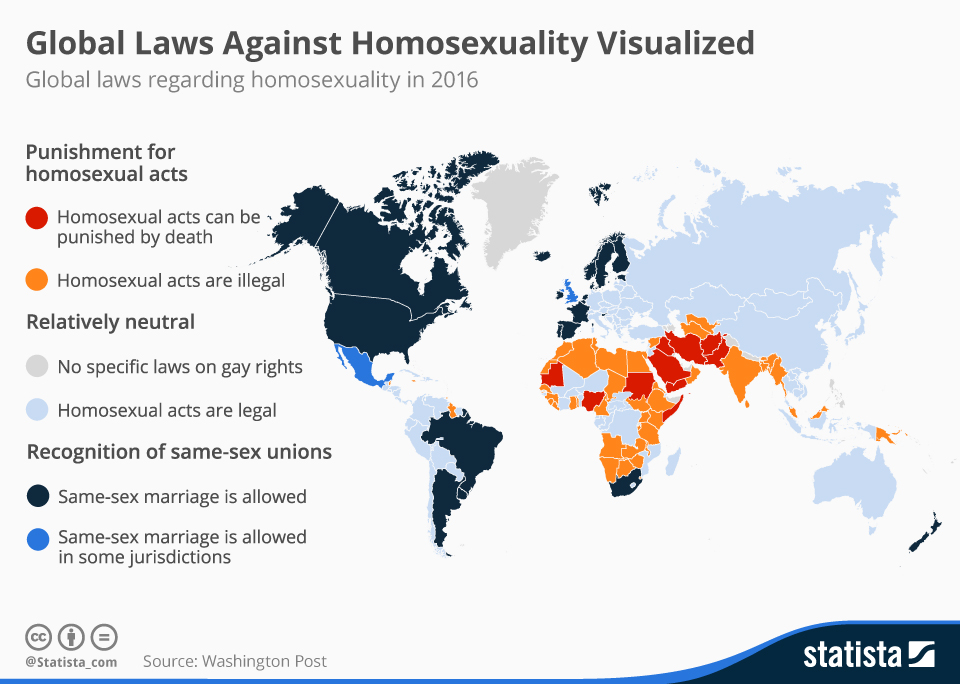 Global Laws Against Homosexuality Visualized
Global laws regarding homosexuality in 2016
Punishment for
homosexual acts
Homosexual acts can be
punished by death
Homosexual acts are illegal
Relatively neutral
No specific laws on gay rights
Homosexual acts are legal
Recognition of same-sex unions
Same-sex marriage is allowed
Same-sex marriage is allowed
in some jurisdictions
cc
@Statista_com
Source: Washington Post
statista